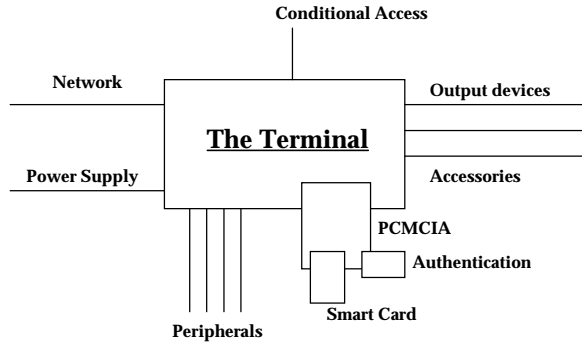 Conditional Access
Network
Output devices
The Terminal
Power Supply
Accessories
PCMCIA
Authentication
Smart Card
Peripherals